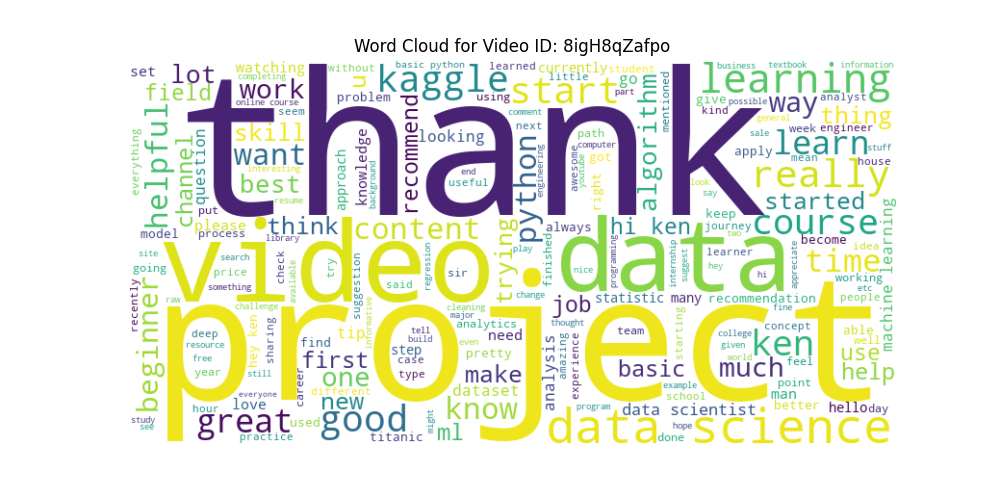 Word Cloud for Video ID: 8igH8qZafpo
set
lot
watching
completing
without
u
basic python
kaggle
learned
currently
little
student
go
business
textbook
information
learning
field
online course
work
problem
using
start
part
mentioned
give
possible
way
analyst
thing
thank
everything
helpful
channel
question
seem
skill
want
interesting
best
resume
approach
knowledge
background
recommend
looking
end
useful
comment
next
python
engineering
path
computer
awesome
youtube
got
right
algorithm
kind
general
sale
week
engineer
apply
mean
stuff
house
learn
really
look
say
started
put
please
process
think
library
model
content
trying
always
finished
hi ken
programming
keep
journey
two
internship
suggest
course
become
idea
machine learning
site
going
search
price
something
check
available
try
suggestion
said
regression
sir
play
nice
change
learner
hey
hi
appreciate
time
working
etc
people
video
data
recently
beginner
raw
challenge
cleaning
major
statistic
many
recommendation
fine
project
deep
resource
free
year
hey ken
sharing
still
tip
find
first
informative
tell
build
even
analytics
need
step
case
type
pretty
thought
job
analysis
amazing
experience
team
starting
college
given
world
concept
feel
ken
able
well
use
help
hour
love
everyone
career
one
different
new
make
dataset
basic
school
example
much
point
man
better
hello
day
study
see
great
practice
used
good
titanic
might
know
ml
program
data scientist
done
hope
data science